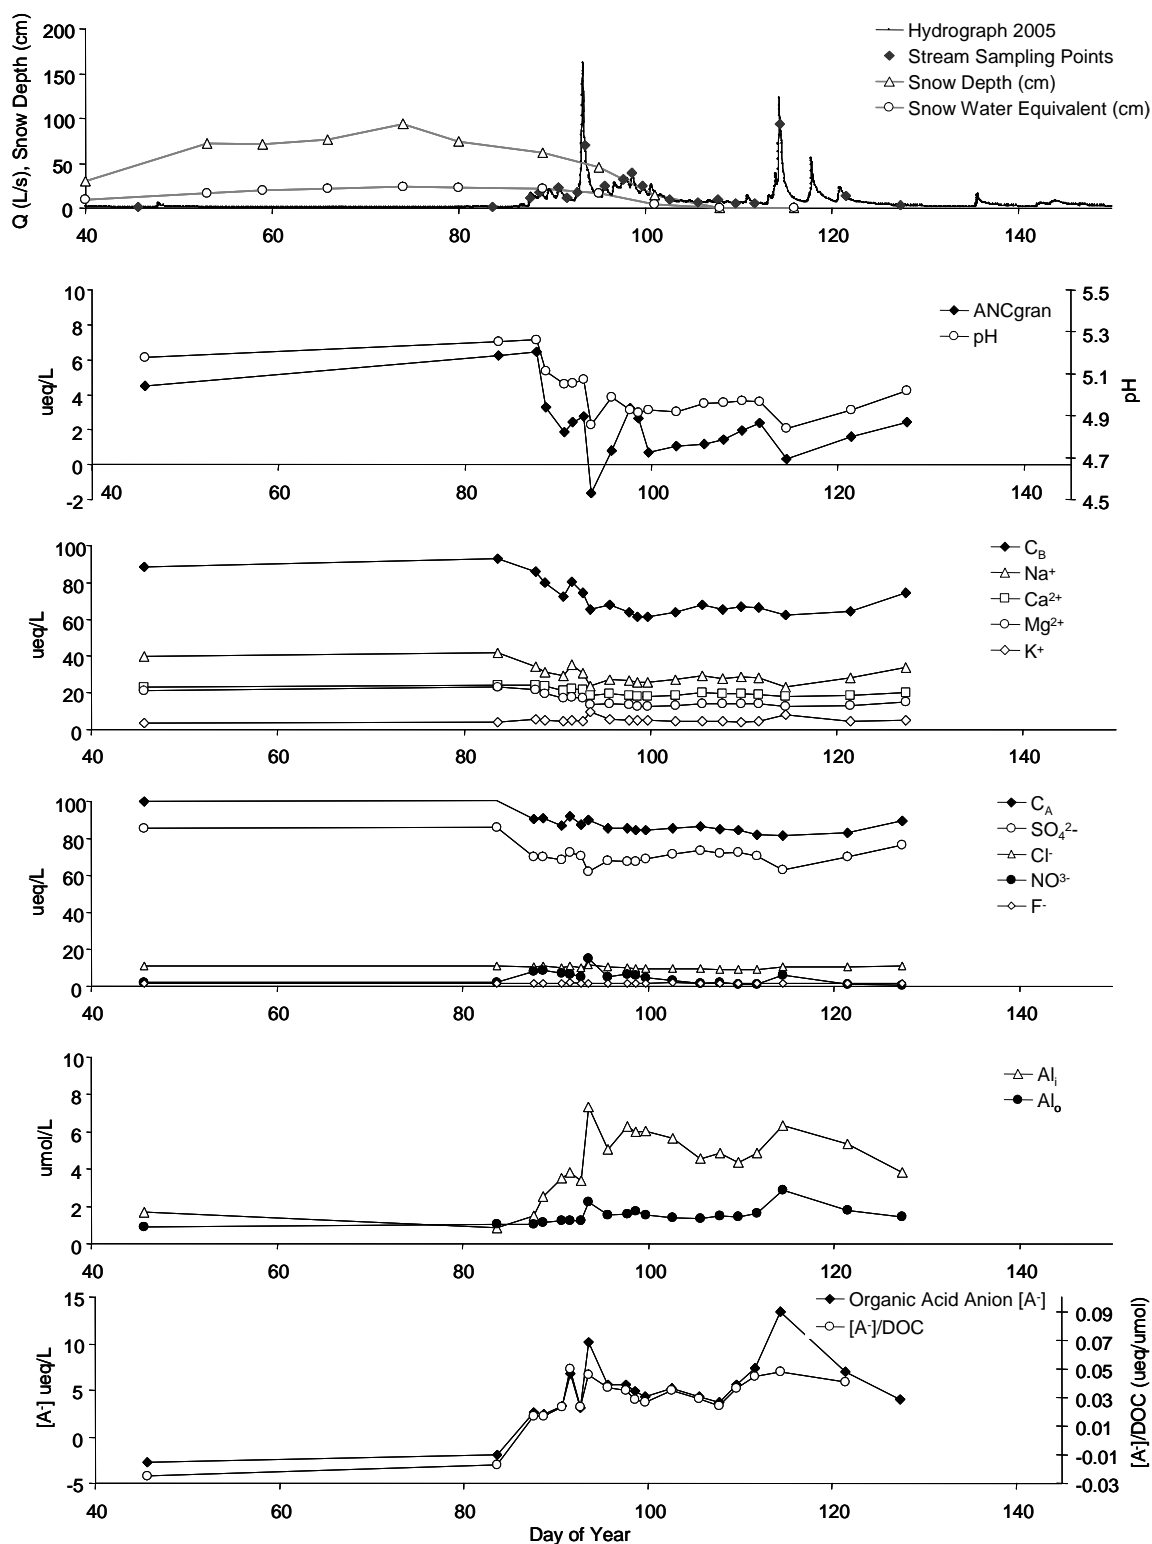 Q (L/s), Snow Depth (cm)
200
150
100
50
0
40 60 80 100 120 140
Hydrograph 2005
Stream Sampling Points
Snow Depth (cm)
Snow Water Equivalent (cm)
ueq/L
10
8
6
4
2
0
-2
40 60 80 100 120 140
5.5
5.3
5.1
4.9
4.7
4.5
pH
ANCgran
pH
ueq/L
100
80
60
40
20
0
40 60 80 100 120 140
C_B
Na⁺
Ca²⁺
Mg²⁺
K⁺
ueq/L
100
80
60
40
20
0
40 60 80 100 120 140
C_A
SO₄²⁻
Cl⁻
NO³⁻
F⁻
umol/L
10
8
6
4
2
0
40 60 80 100 120 140
Alᵢ
Alₒ
[A⁻] ueq/L
15
10
5
0
-5
40 60 80 100 120 140
0.09
0.07
0.05
0.03
0.01
-0.01
-0.03
[A⁻]/DOC (ueq/umol)
Organic Acid Anion [A⁻]
[A⁻]/DOC
Day of Year